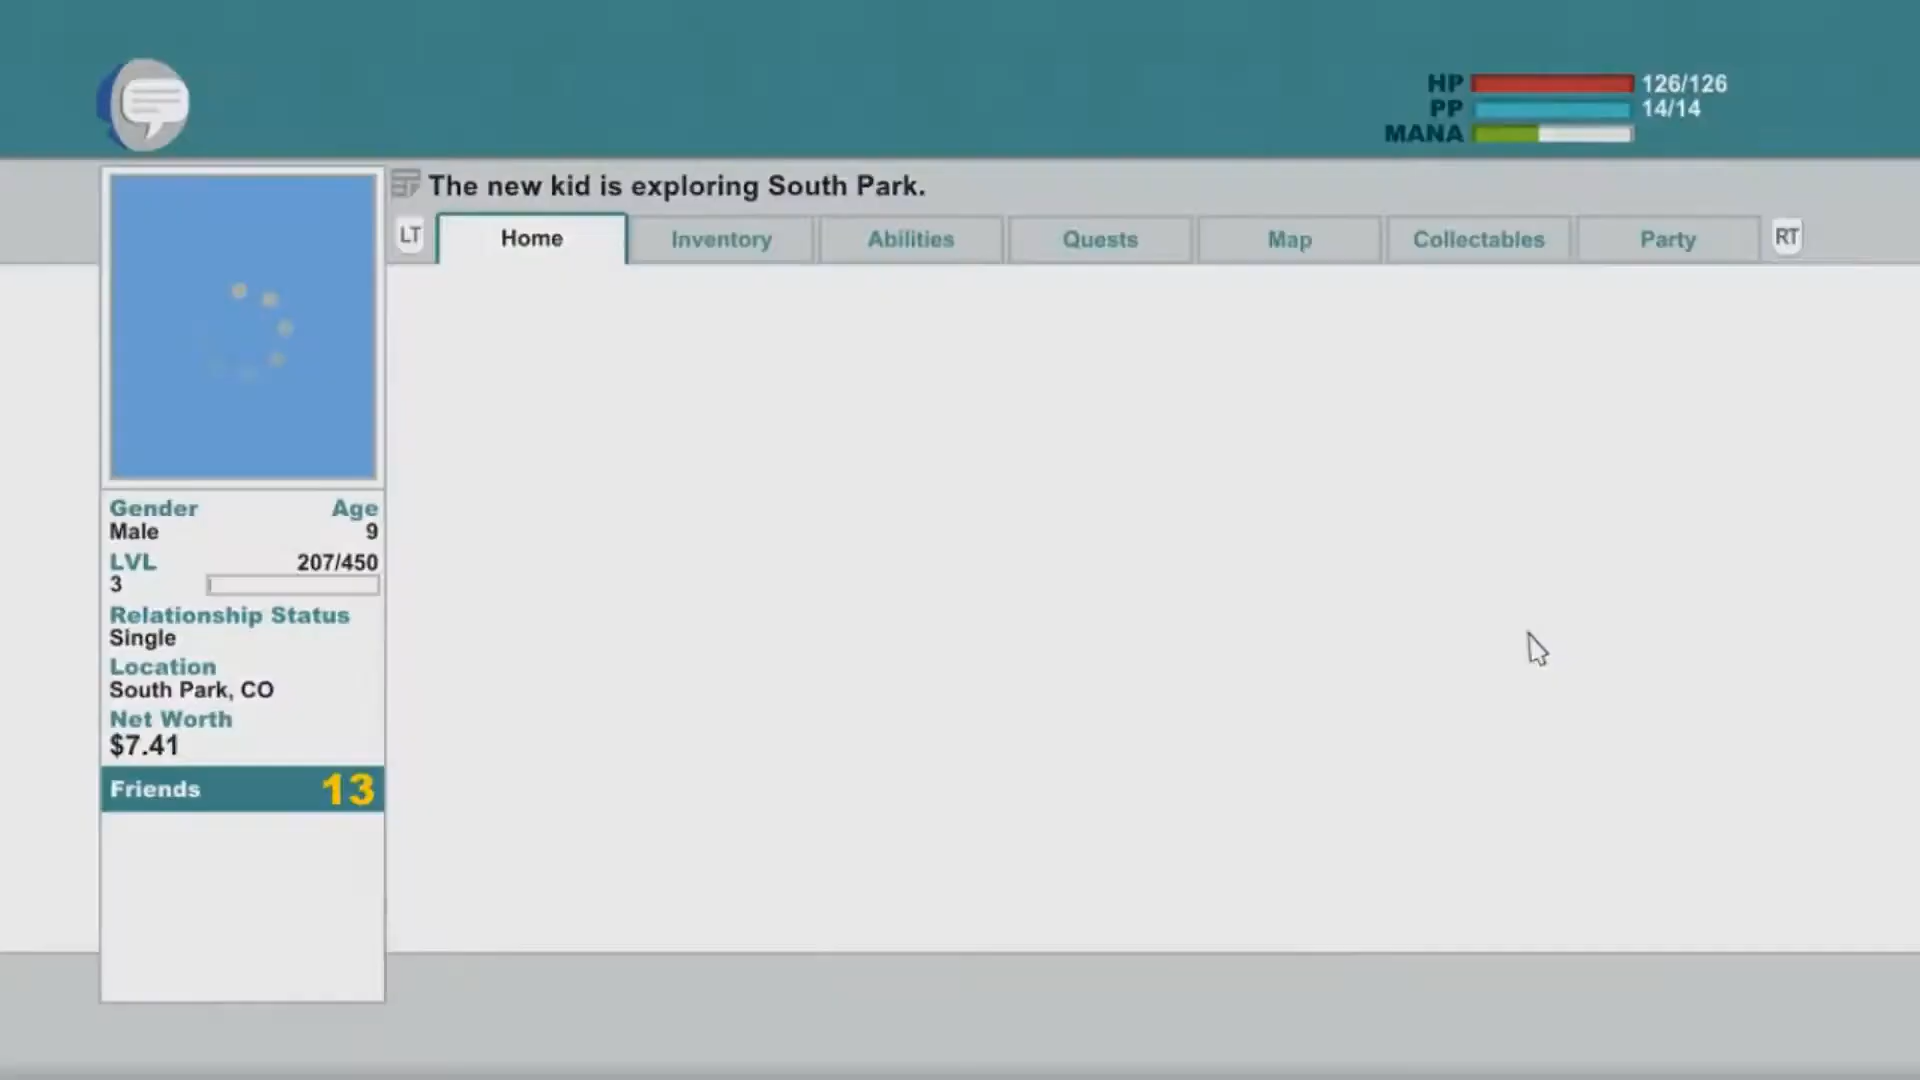 HP 126/126
PP 14/14
MANA
The new kid is exploring South Park.
LT Home Inventory Abilities Quests Map Collectables Party RT
Gender Age
Male 9
LVL 207/450
3
Relationship Status
Single
Location
South Park, CO
Net Worth
$7.41
Friends 13